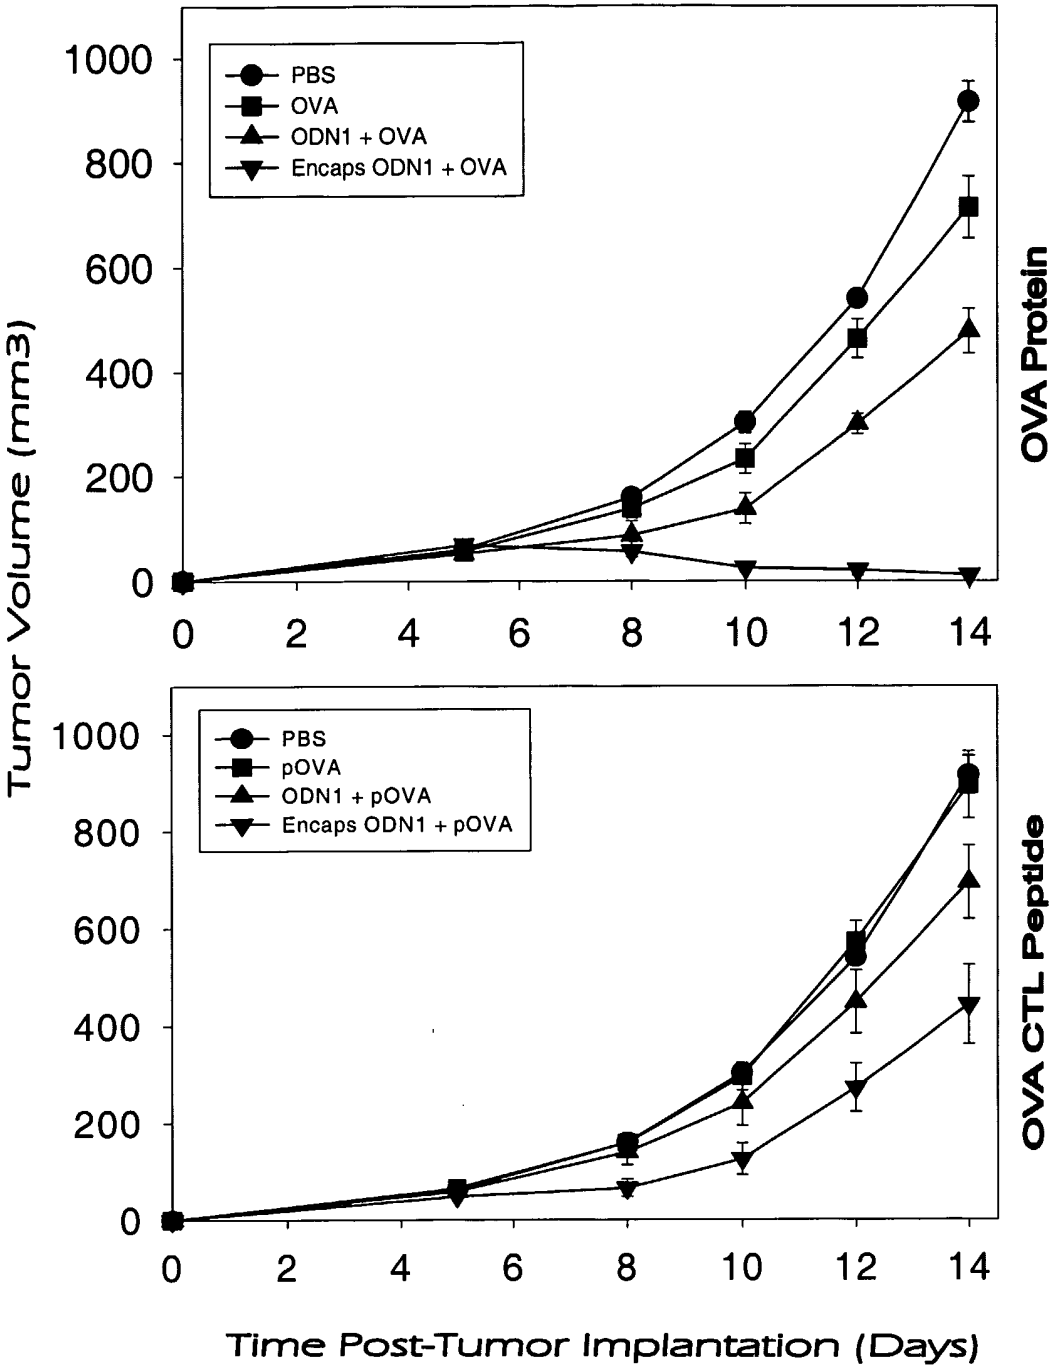 1000
800
600
400
200
0
PBS
OVA
ODN1 + OVA
Encaps ODN1 + OVA
0 2 4 6 8 10 12 14
OVA Protein
Tumor Volume (mm3)
1000
800
600
400
200
0
PBS
pOVA
ODN1 + pOVA
Encaps ODN1 + pOVA
0 2 4 6 8 10 12 14
OVA CTL Peptide
Time Post-Tumor Implantation (Days)